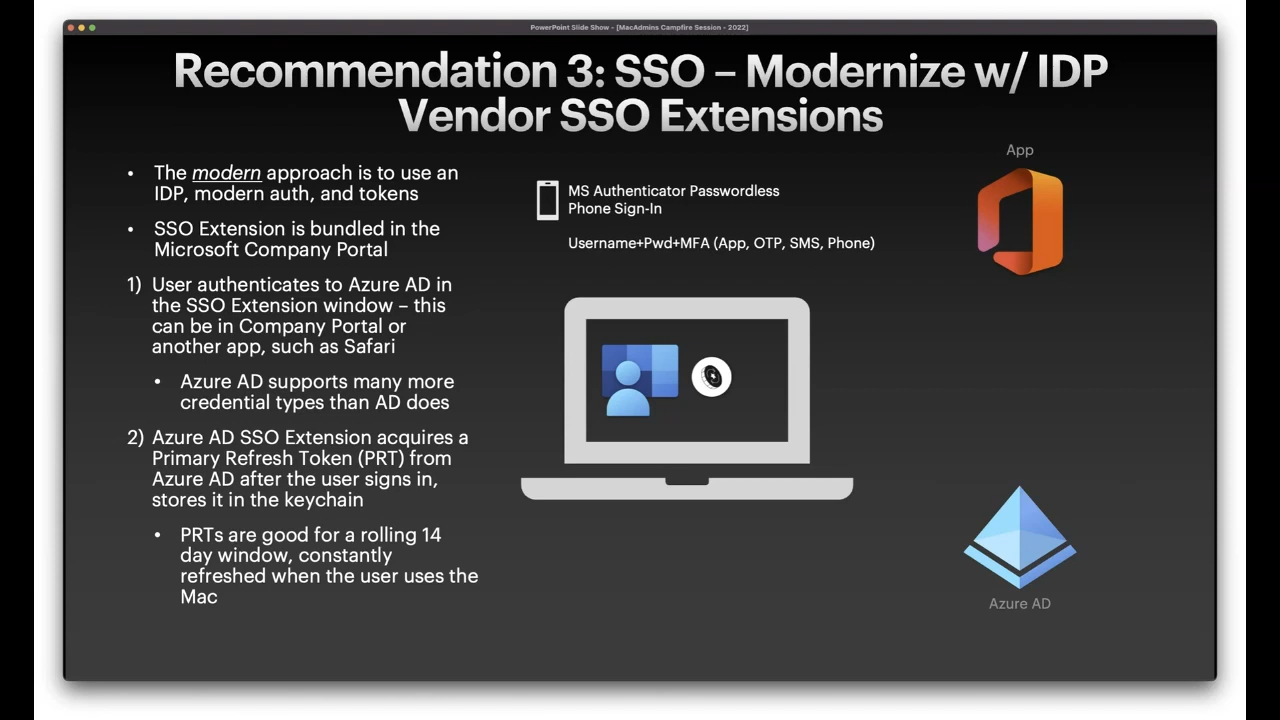 PowerPoint Slide Show - [MacAdmins Campfire Session - 2022]
Recommendation 3: SSO – Modernize w/ IDP
Vendor SSO Extensions
• The modern approach is to use an
IDP, modern auth, and tokens
• SSO Extension is bundled in the
Microsoft Company Portal
1) User authenticates to Azure AD in
the SSO Extension window – this
can be in Company Portal or
another app, such as Safari
• Azure AD supports many more
credential types than AD does
2) Azure AD SSO Extension acquires a
Primary Refresh Token (PRT) from
Azure AD after the user signs in,
stores it in the keychain
• PRTs are good for a rolling 14
day window, constantly
refreshed when the user uses the
Mac
MS Authenticator Passwordless
Phone Sign-In
Username+Pwd+MFA (App, OTP, SMS, Phone)
App
Azure AD